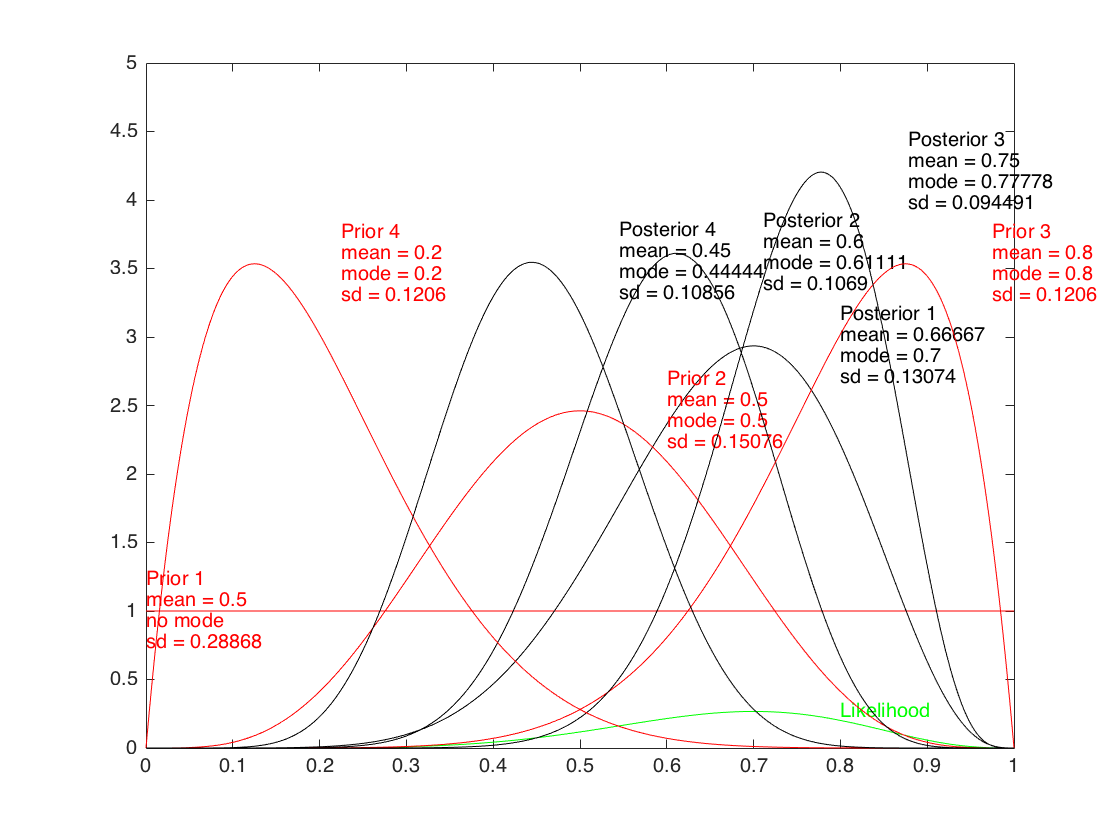 5
4.5
4
3.5
3
2.5
2
1.5
1
0.5
0
Posterior 3
mean = 0.75
mode = 0.77778
sd = 0.094491
Prior 4
mean = 0.2
mode = 0.2
sd = 0.1206
Posterior 4
mean = 0.45
mode = 0.44444
sd = 0.10856
Posterior 2
mean = 0.6
mode = 0.61111
sd = 0.1069
Prior 3
mean = 0.8
mode = 0.8
sd = 0.1206
Posterior 1
mean = 0.66667
mode = 0.7
sd = 0.13074
Prior 2
mean = 0.5
mode = 0.5
sd = 0.15076
Prior 1
mean = 0.5
no mode
sd = 0.28868
Likelihood
0 0.1 0.2 0.3 0.4 0.5 0.6 0.7 0.8 0.9 1